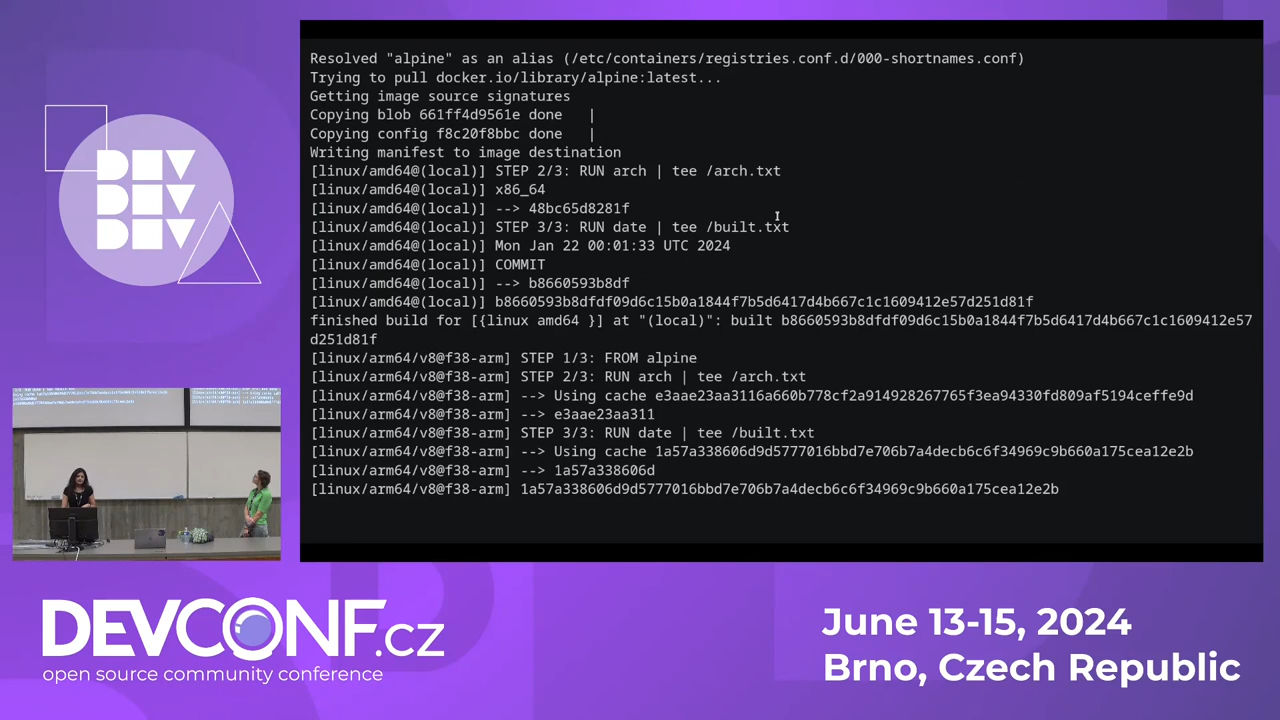 Resolved "alpine" as an alias (/etc/containers/registries.conf.d/000-shortnames.conf)
Trying to pull docker.io/library/alpine:latest...
Getting image source signatures
Copying blob 661ff4d9561e done   |
Copying config f8c20f8bbc done   |
Writing manifest to image destination
[linux/amd64@(local)] STEP 2/3: RUN arch | tee /arch.txt
[linux/amd64@(local)] x86_64
[linux/amd64@(local)] --> 48bc65d8281f
[linux/amd64@(local)] STEP 3/3: RUN date | tee /built.txt
[linux/amd64@(local)] Mon Jan 22 00:01:33 UTC 2024
[linux/amd64@(local)] COMMIT
[linux/amd64@(local)] --> b8660593b8df
[linux/amd64@(local)] b8660593b8dfdf09d6c15b0a1844f7b5d6417d4b667c1c1609412e57d251d81f
finished build for [{linux amd64 }] at "(local)": built b8660593b8dfdf09d6c15b0a1844f7b5d6417d4b667c1c1609412e57
d251d81f
[linux/arm64/v8@f38-arm] STEP 1/3: FROM alpine
[linux/arm64/v8@f38-arm] STEP 2/3: RUN arch | tee /arch.txt
[linux/arm64/v8@f38-arm] --> Using cache e3aae23aa3116a660b778cf2a914928267765f3ea94330fd809af5194ceffe9d
[linux/arm64/v8@f38-arm] --> e3aae23aa311
[linux/arm64/v8@f38-arm] STEP 3/3: RUN date | tee /built.txt
[linux/arm64/v8@f38-arm] --> Using cache 1a57a338606d9d5777016bbd7e706b7a4decb6c6f34969c9b660a175cea12e2b
[linux/arm64/v8@f38-arm] --> 1a57a338606d
[linux/arm64/v8@f38-arm] 1a57a338606d9d5777016bbd7e706b7a4decb6c6f34969c9b660a175cea12e2b
DEV
DEV
DEV
DEVCONF.cz
open source community conference
June 13-15, 2024
Brno, Czech Republic